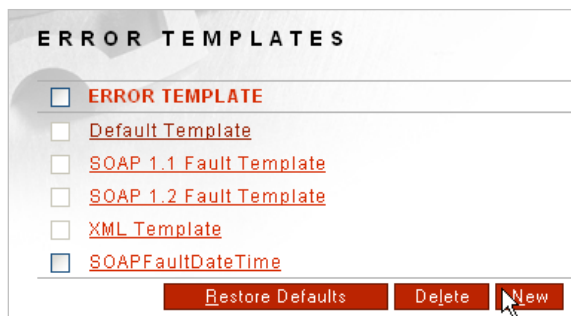 ERROR TEMPLATES
ERROR TEMPLATE
Default Template
SOAP 1.1 Fault Template
SOAP 1.2 Fault Template
XML Template
SOAPFaultDateTime
Restore Defaults Delete New